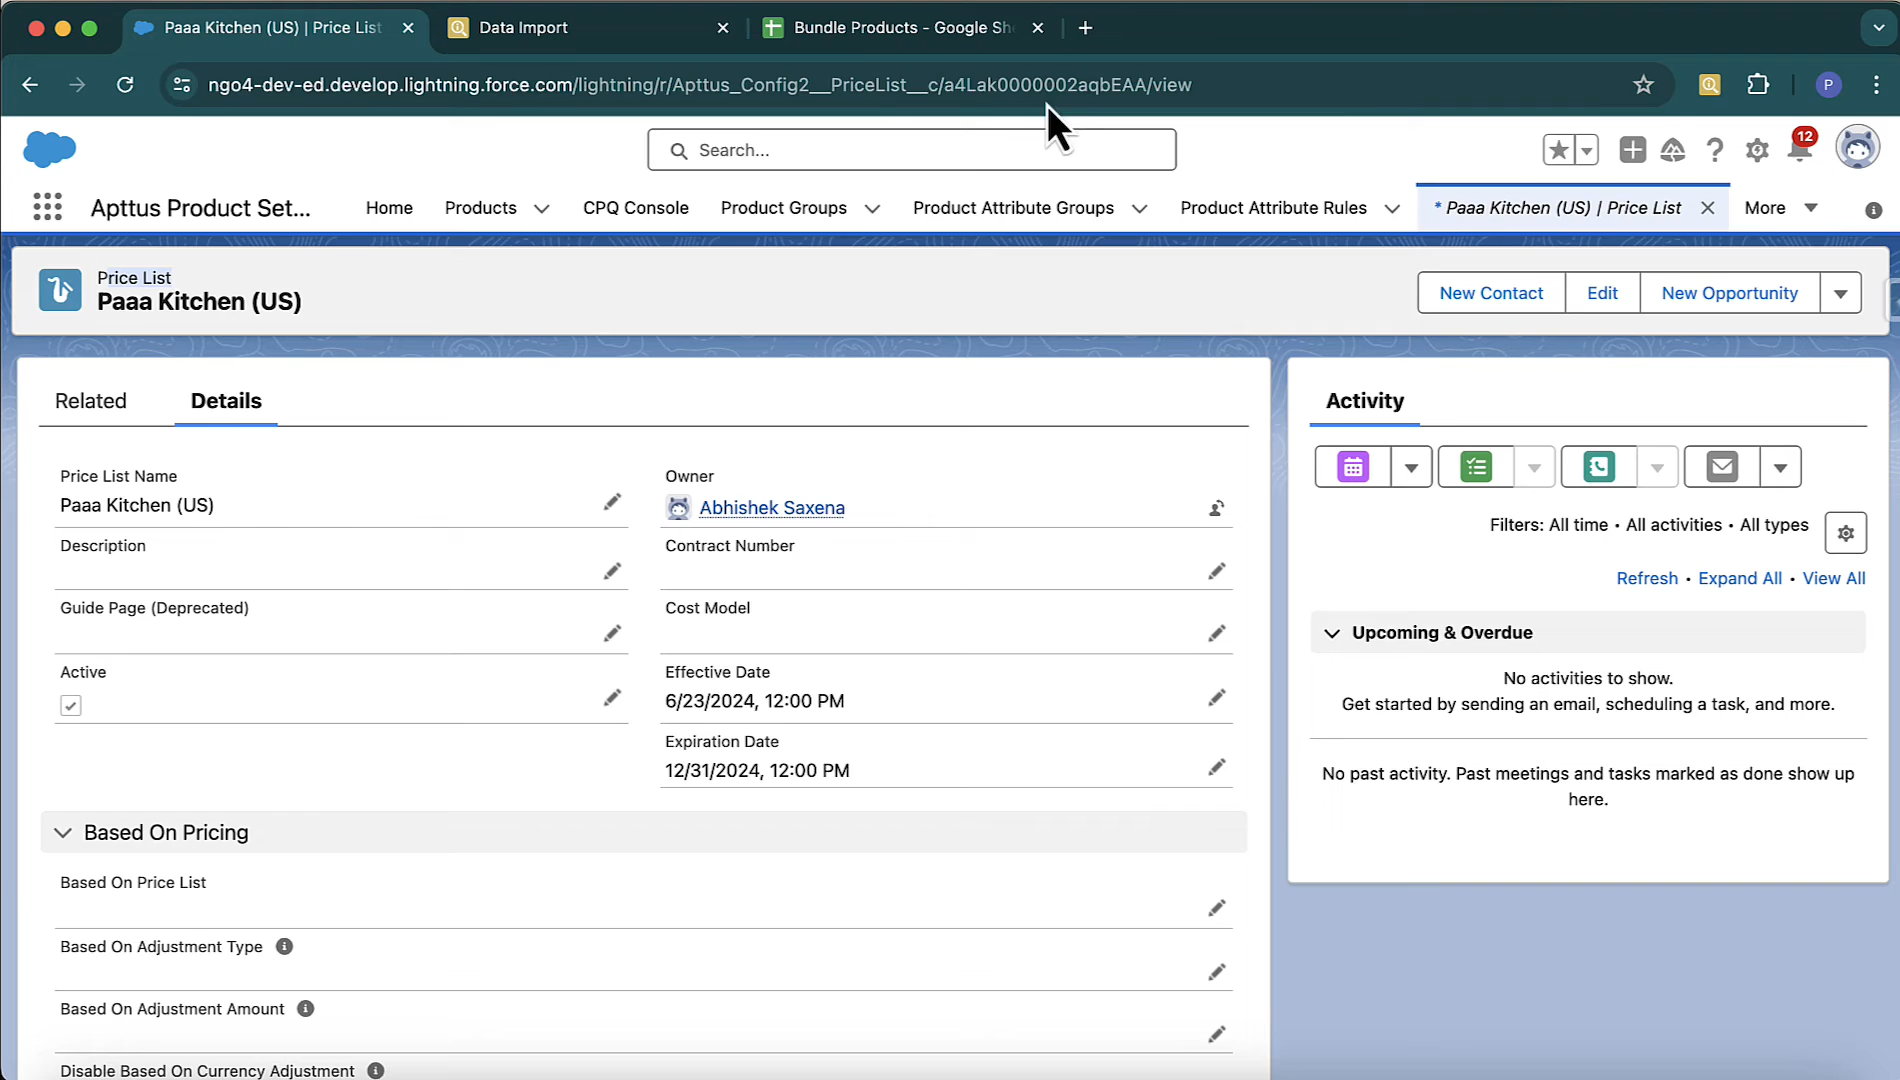 Paaa Kitchen (US) | Price List
Data Import
Bundle Products - Google She
ngo4-dev-ed.develop.lightning.force.com/lightning/r/Apttus_Config2__PriceList__c/a4Lak0000002aqbEAA/view
P
Search...
12
Apttus Product Set...
Home
Products
CPQ Console
Product Groups
Product Attribute Groups
Product Attribute Rules
* Paaa Kitchen (US) | Price List
More
Price List
Paaa Kitchen (US)
New Contact
Edit
New Opportunity
Related
Details
Price List Name
Paaa Kitchen (US)
Owner
Abhishek Saxena
Description
Contract Number
Guide Page (Deprecated)
Cost Model
Active
Effective Date
6/23/2024, 12:00 PM
Expiration Date
12/31/2024, 12:00 PM
Based On Pricing
Based On Price List
Based On Adjustment Type
Based On Adjustment Amount
Disable Based On Currency Adjustment
Activity
Filters: All time • All activities • All types
Refresh • Expand All • View All
Upcoming & Overdue
No activities to show.
Get started by sending an email, scheduling a task, and more.
No past activity. Past meetings and tasks marked as done show up
here.